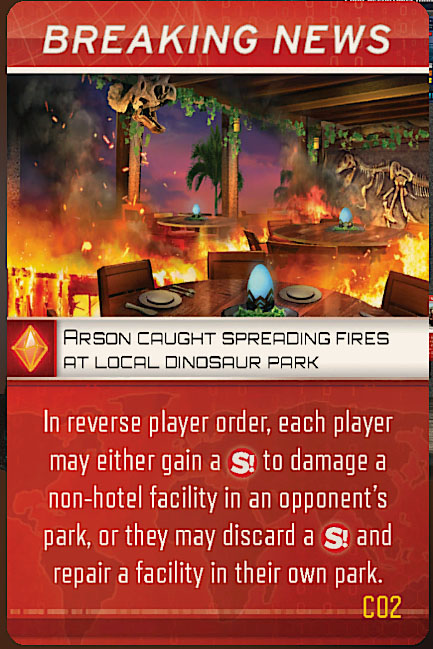 BREAKING NEWS
ARSON CAUGHT SPREADING FIRES
AT LOCAL DINOSAUR PARK
In reverse player order, each player
may either gain a S! to damage a
non-hotel facility in an opponent's
park, or they may discard a S! and
repair a facility in their own park.
C02